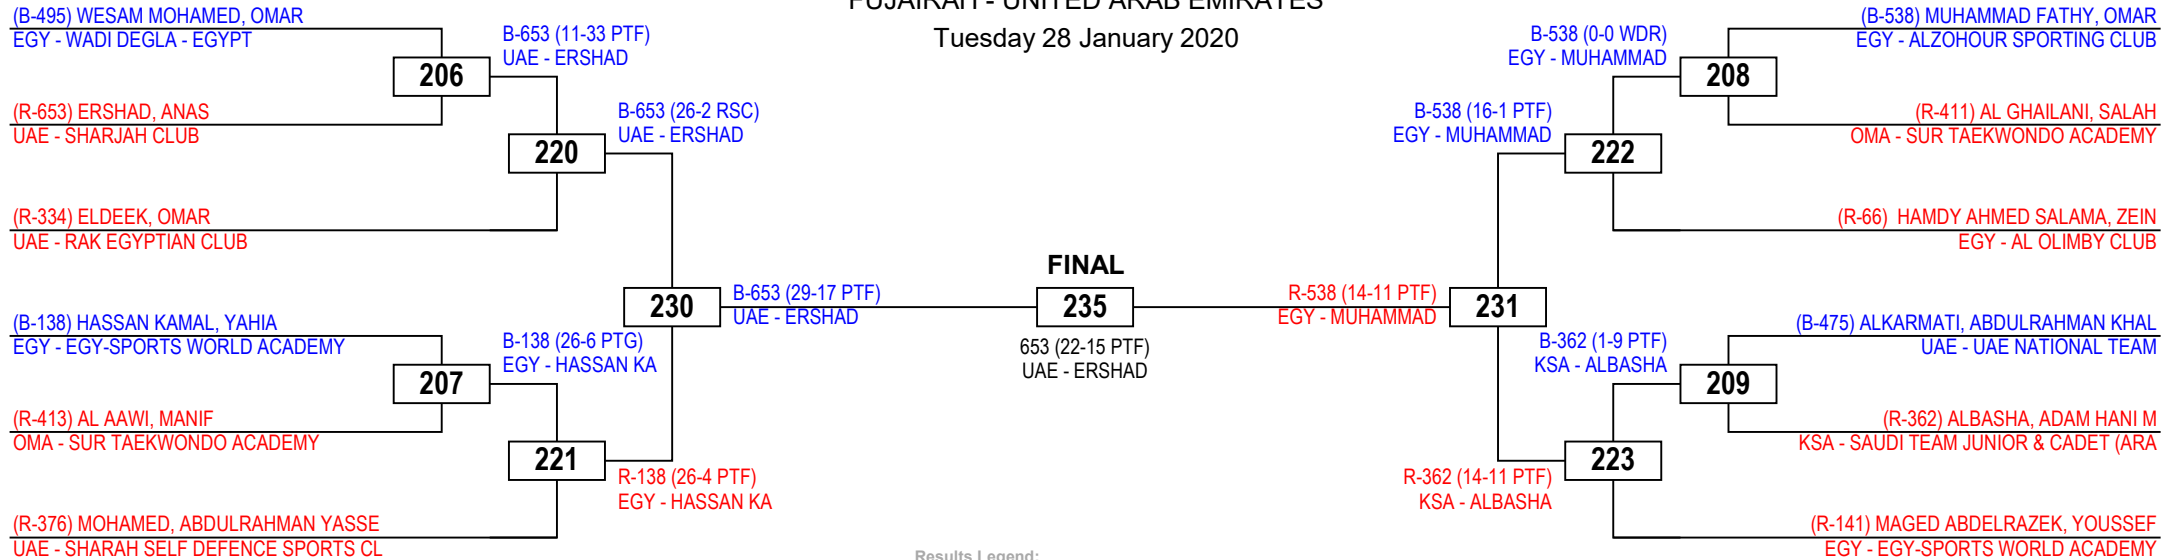 FUJAIRAH - UNITED ARAB EMIRATES
Tuesday 28 January 2020
(B-495) WESAM MOHAMED, OMAR
EGY - WADI DEGLA - EGYPT
206
B-653 (11-33 PTF)
UAE - ERSHAD
(R-653) ERSHAD, ANAS
UAE - SHARJAH CLUB
220
B-653 (26-2 RSC)
UAE - ERSHAD
(R-334) ELDEEK, OMAR
UAE - RAK EGYPTIAN CLUB
230
B-653 (29-17 PTF)
UAE - ERSHAD
(B-138) HASSAN KAMAL, YAHIA
EGY - EGY-SPORTS WORLD ACADEMY
207
B-138 (26-6 PTG)
EGY - HASSAN KA
(R-413) AL AAWI, MANIF
OMA - SUR TAEKWONDO ACADEMY
221
R-138 (26-4 PTF)
EGY - HASSAN KA
(R-376) MOHAMED, ABDULRAHMAN YASSE
UAE - SHARAH SELF DEFENCE SPORTS CL
FINAL
235
653 (22-15 PTF)
UAE - ERSHAD
(B-538) MUHAMMAD FATHY, OMAR
EGY - ALZOHOUR SPORTING CLUB
208
B-538 (0-0 WDR)
EGY - MUHAMMAD
(R-411) AL GHAILANI, SALAH
OMA - SUR TAEKWONDO ACADEMY
222
B-538 (16-1 PTF)
EGY - MUHAMMAD
(R-66) HAMDY AHMED SALAMA, ZEIN
EGY - AL OLIMBY CLUB
231
R-538 (14-11 PTF)
EGY - MUHAMMAD
(B-475) ALKARMATI, ABDULRAHMAN KHAL
UAE - UAE NATIONAL TEAM
209
B-362 (1-9 PTF)
KSA - ALBASHA
(R-362) ALBASHA, ADAM HANI M
KSA - SAUDI TEAM JUNIOR & CADET (ARA
223
R-362 (14-11 PTF)
KSA - ALBASHA
(R-141) MAGED ABDELRAZEK, YOUSSEF
EGY - EGY-SPORTS WORLD ACADEMY
Results Legend: